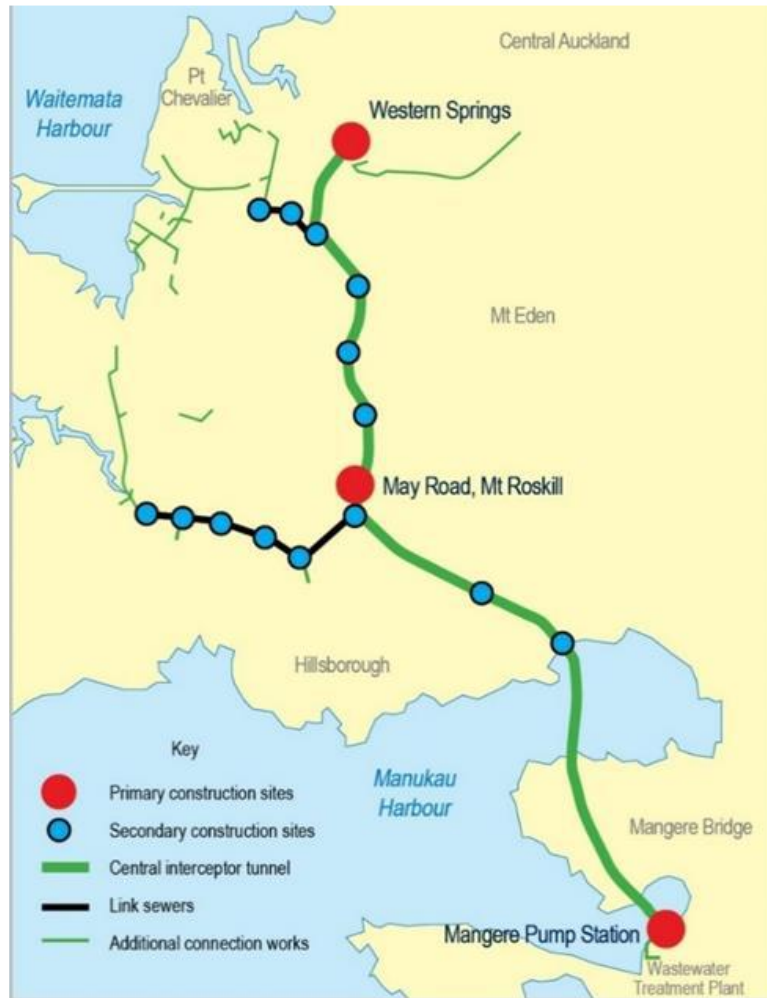 Central Auckland
Pt
Chevalier
Waitemata
Harbour
Western Springs
Mt Eden
May Road, Mt Roskill
Hillsborough
Key
Primary construction sites
Secondary construction sites
Central interceptor tunnel
Link sewers
Additional connection works
Manukau
Harbour
Mangere Bridge
Mangere Pump Station
Wastewater
Treatment Plant